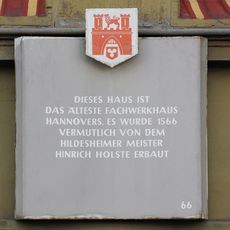 DIESES HAUS IST
DAS ÄLTESTE FACHWERKHAUS
HANNOVERS. ES WURDE 1566
VERMUTLICH VON DEM
HILDESHEIMER MEISTER
HINRICH HOLSTE ERBAUT
66